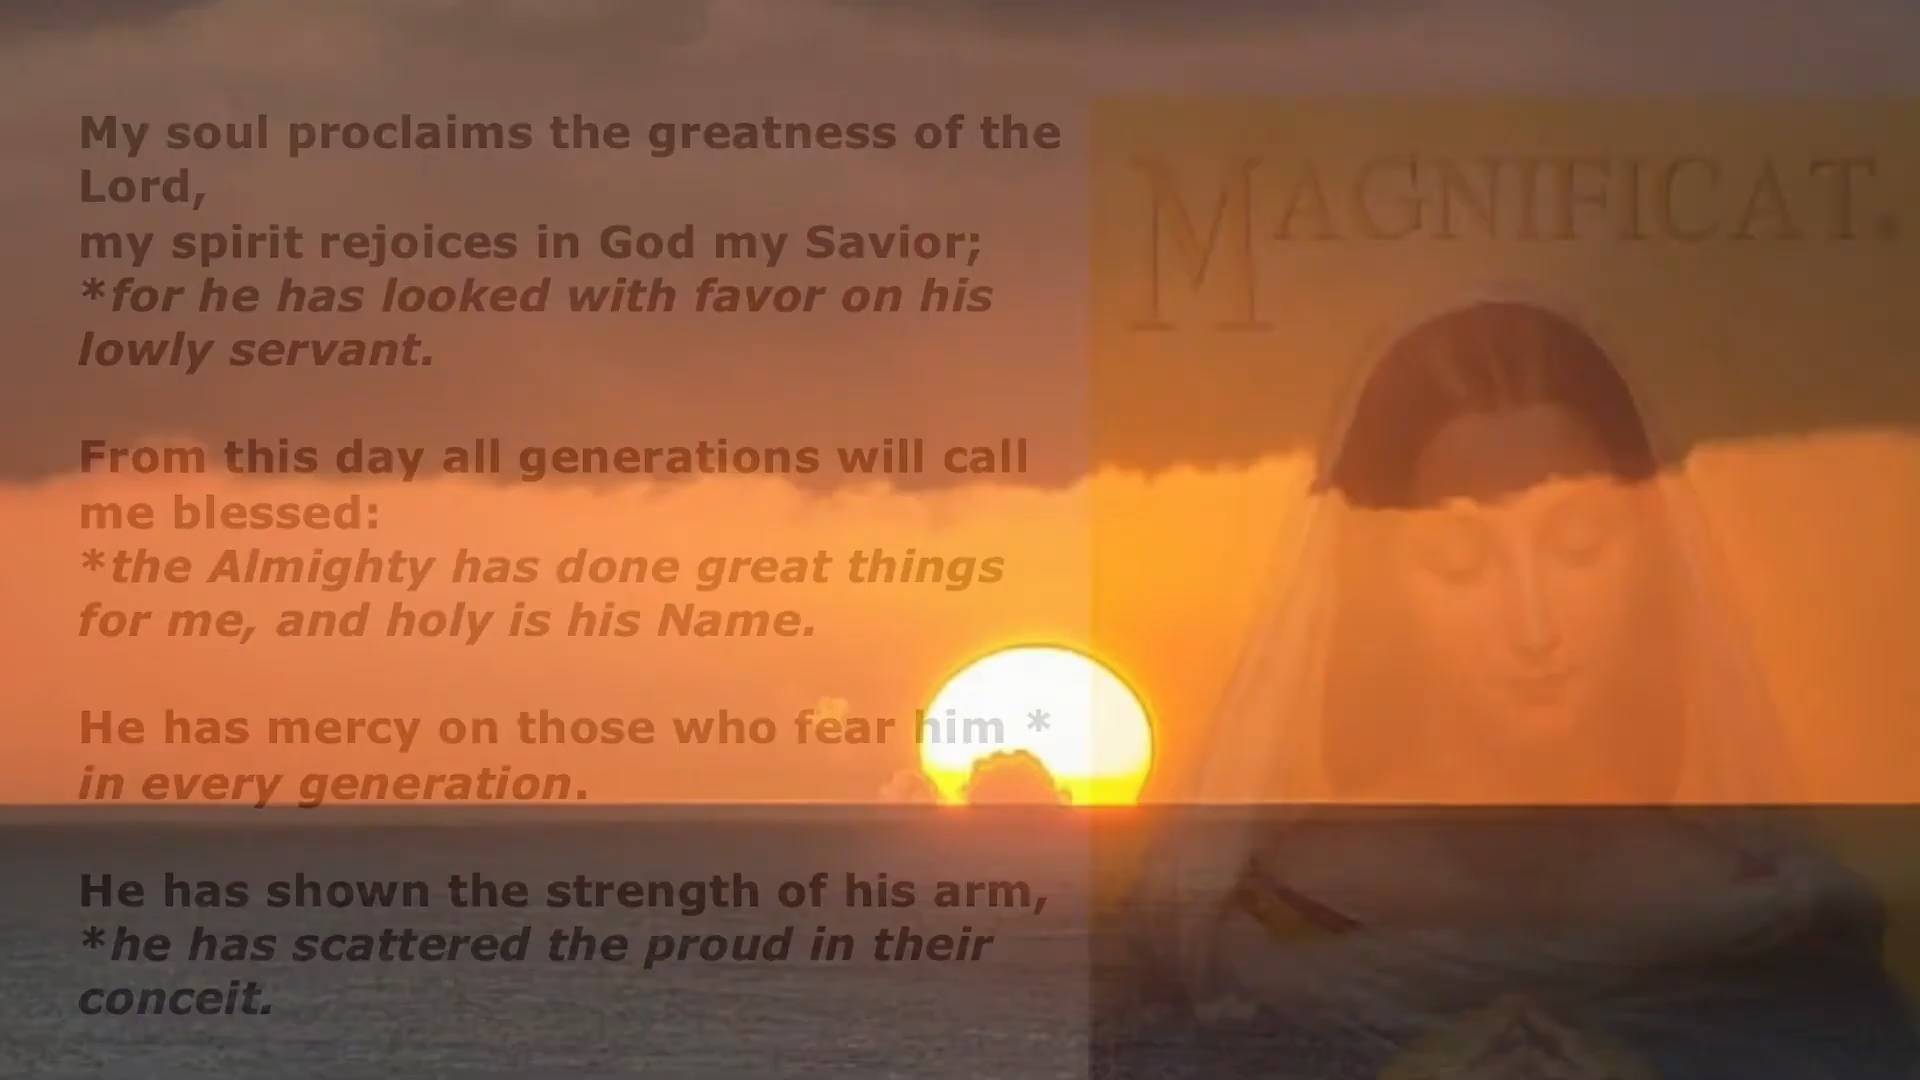 My soul proclaims the greatness of the
Lord,
my spirit rejoices in God my Savior;
*for he has looked with favor on his
lowly servant.
From this day all generations will call
me blessed:
*the Almighty has done great things
for me, and holy is his Name.
He has mercy on those who fear him *
in every generation.
He has shown the strength of his arm,
*he has scattered the proud in their
conceit.
MAGNIFICAT.